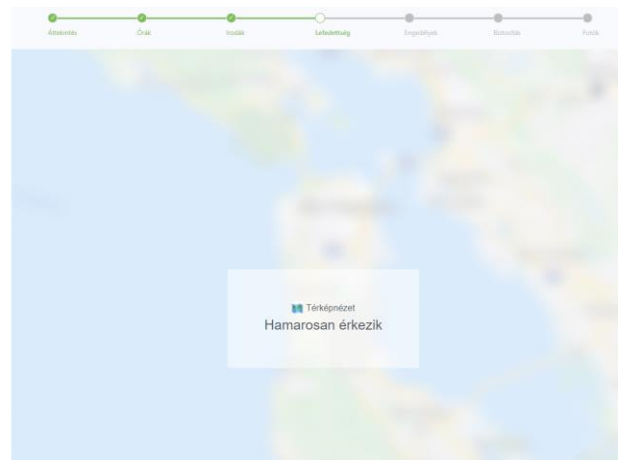 Áttekintés
Órák
Irodák
Lefedettség
Engedélyek
Biztosítás
Fotók
Térképnézet
Hamarosan érkezik